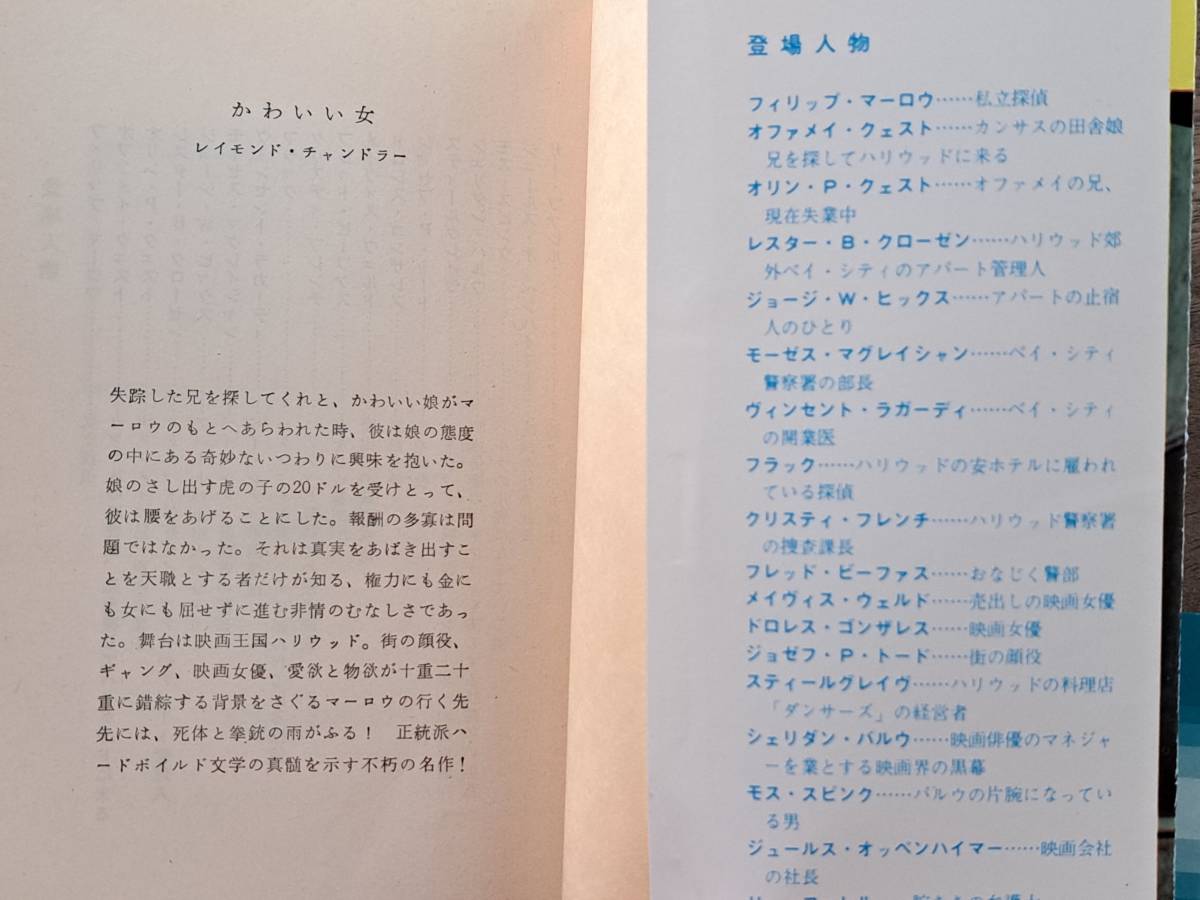 かわいい女
レイモンド・チャンドラー
失踪した兄を探してくれと、かわいい娘がマ
ーロウのもとへあらわれた時、彼は娘の態度
の中にある奇妙ないつわりに興味を抱いた。
娘のさし出す虎の子の20ドルを受けとって、
彼は腰をあげることにした。報酬の多寡は問
題ではなかった。それは真実をあばき出すこ
とを天職とする者だけが知る、権力にも金に
も女にも屈せずに進む非情のむなしさであっ
た。舞台は映画王国ハリウッド。街の顔役、
ギャング、映画女優、愛欲と物欲が十重二十
重に錯綜する背景をさぐるマーロウの行く先
先には、死体と拳銃の雨がふる！　正統派ハ
ードボイルド文学の真髄を示す不朽の名作！
登場人物
フィリップ・マーロウ……私立探偵
オファメイ・クェスト……カンサスの田舎娘
兄を探してハリウッドに来る
オリン・P・クェスト……オファメイの兄、
現在失業中
レスター・B・クローゼン……ハリウッド郊
外ベイ・シティのアパート管理人
ジョージ・W・ヒックス……アパートの止宿
人のひとり
モーゼス・マグレイシャン……ベイ・シティ
警察署の部長
ヴィンセント・ラガーディ……ベイ・シティ
の開業医
フラック……ハリウッドの安ホテルに雇われ
ている探偵
クリスティ・フレンチ……ハリウッド警察署
の捜査課長
フレッド・ビーファス……おなじく警部
メイヴィス・ウェルド……売出しの映画女優
ドロレス・ゴンザレス……映画女優
ジョゼフ・P・トード……街の顔役
スティールグレイヴ……ハリウッドの料理店
「ダンサーズ」の経営者
シェリダン・バルウ……映画俳優のマネジャ
ーを業とする映画界の黒幕
モス・スピンク……バルウの片腕になってい
る男
ジュールス・オッペンハイマー……映画会社
の社長